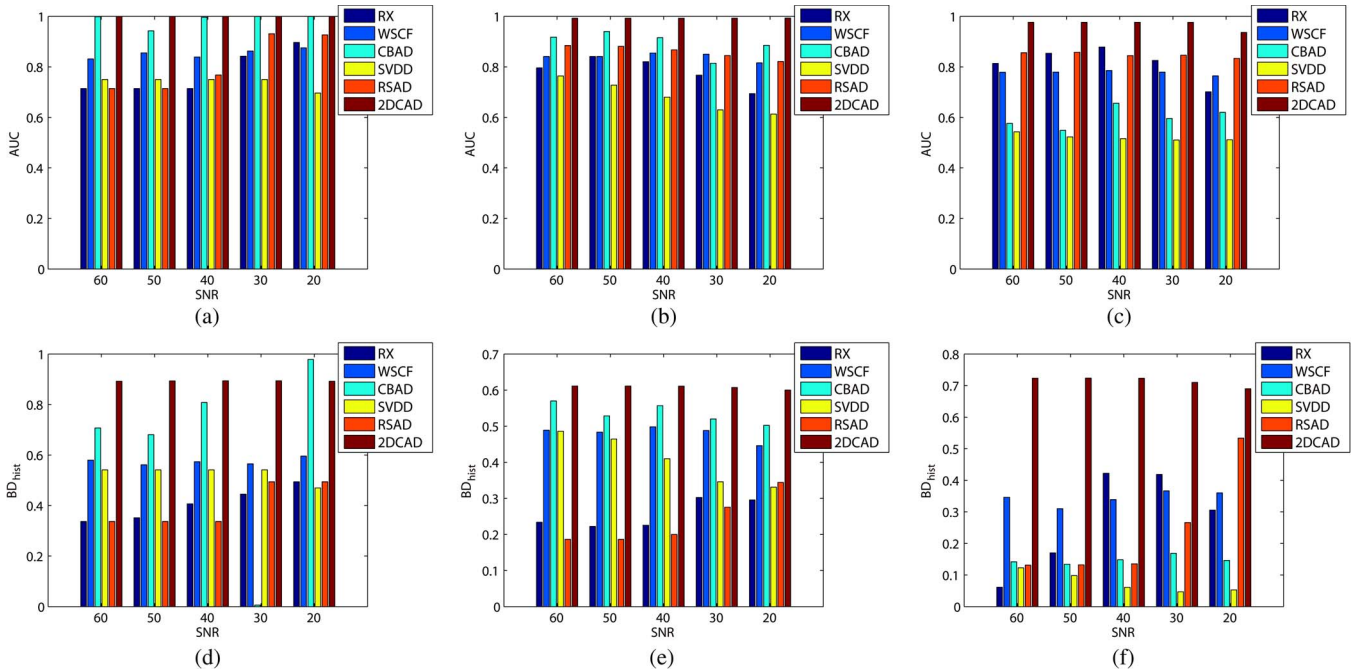 1
0.8
0.6
0.4
0.2
0
AUC
60 50 40 30 20
SNR
RX
WSCF
CBAD
SVDD
RSAD
2DCAD
(a)
1
0.8
0.6
0.4
0.2
0
AUC
60 50 40 30 20
SNR
RX
WSCF
CBAD
SVDD
RSAD
2DCAD
(b)
1
0.8
0.6
0.4
0.2
0
AUC
60 50 40 30 20
SNR
RX
WSCF
CBAD
SVDD
RSAD
2DCAD
(c)
1
0.8
0.6
0.4
0.2
0
BD_hist
60 50 40 30 20
SNR
RX
WSCF
CBAD
SVDD
RSAD
2DCAD
(d)
0.7
0.6
0.5
0.4
0.3
0.2
0.1
0
BD_hist
60 50 40 30 20
SNR
RX
WSCF
CBAD
SVDD
RSAD
2DCAD
(e)
0.8
0.7
0.6
0.5
0.4
0.3
0.2
0.1
0
BD_hist
60 50 40 30 20
SNR
RX
WSCF
CBAD
SVDD
RSAD
2DCAD
(f)